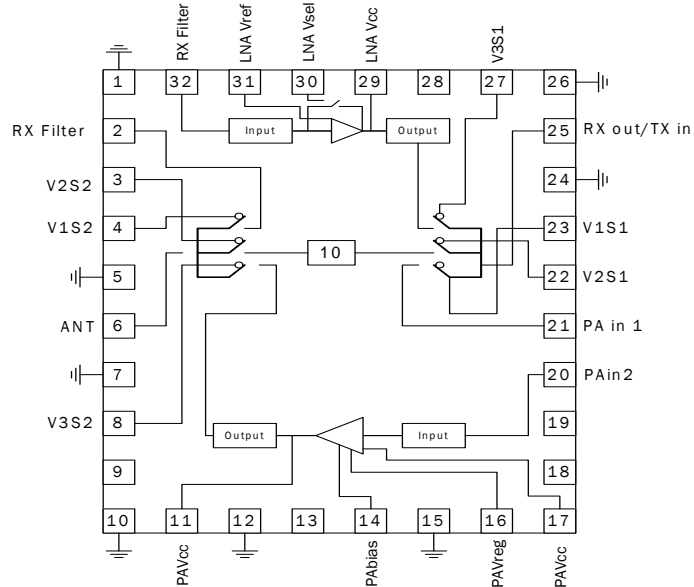 RX Filter
LNA Vref
LNA Vsel
LNA Vcc
V3S1
1
32
31
30
29
28
27
26
RX Filter
2
Input
Output
25
RX out/TX in
V2S2
3
24
V1S2
4
23
V1S1
5
10
22
V2S1
ANT
6
21
PA in 1
7
20
PAin2
V3S2
8
Output
Input
19
9
18
10
11
12
13
14
15
16
17
PAVcc
PAbias
PAVreg
PAVcc